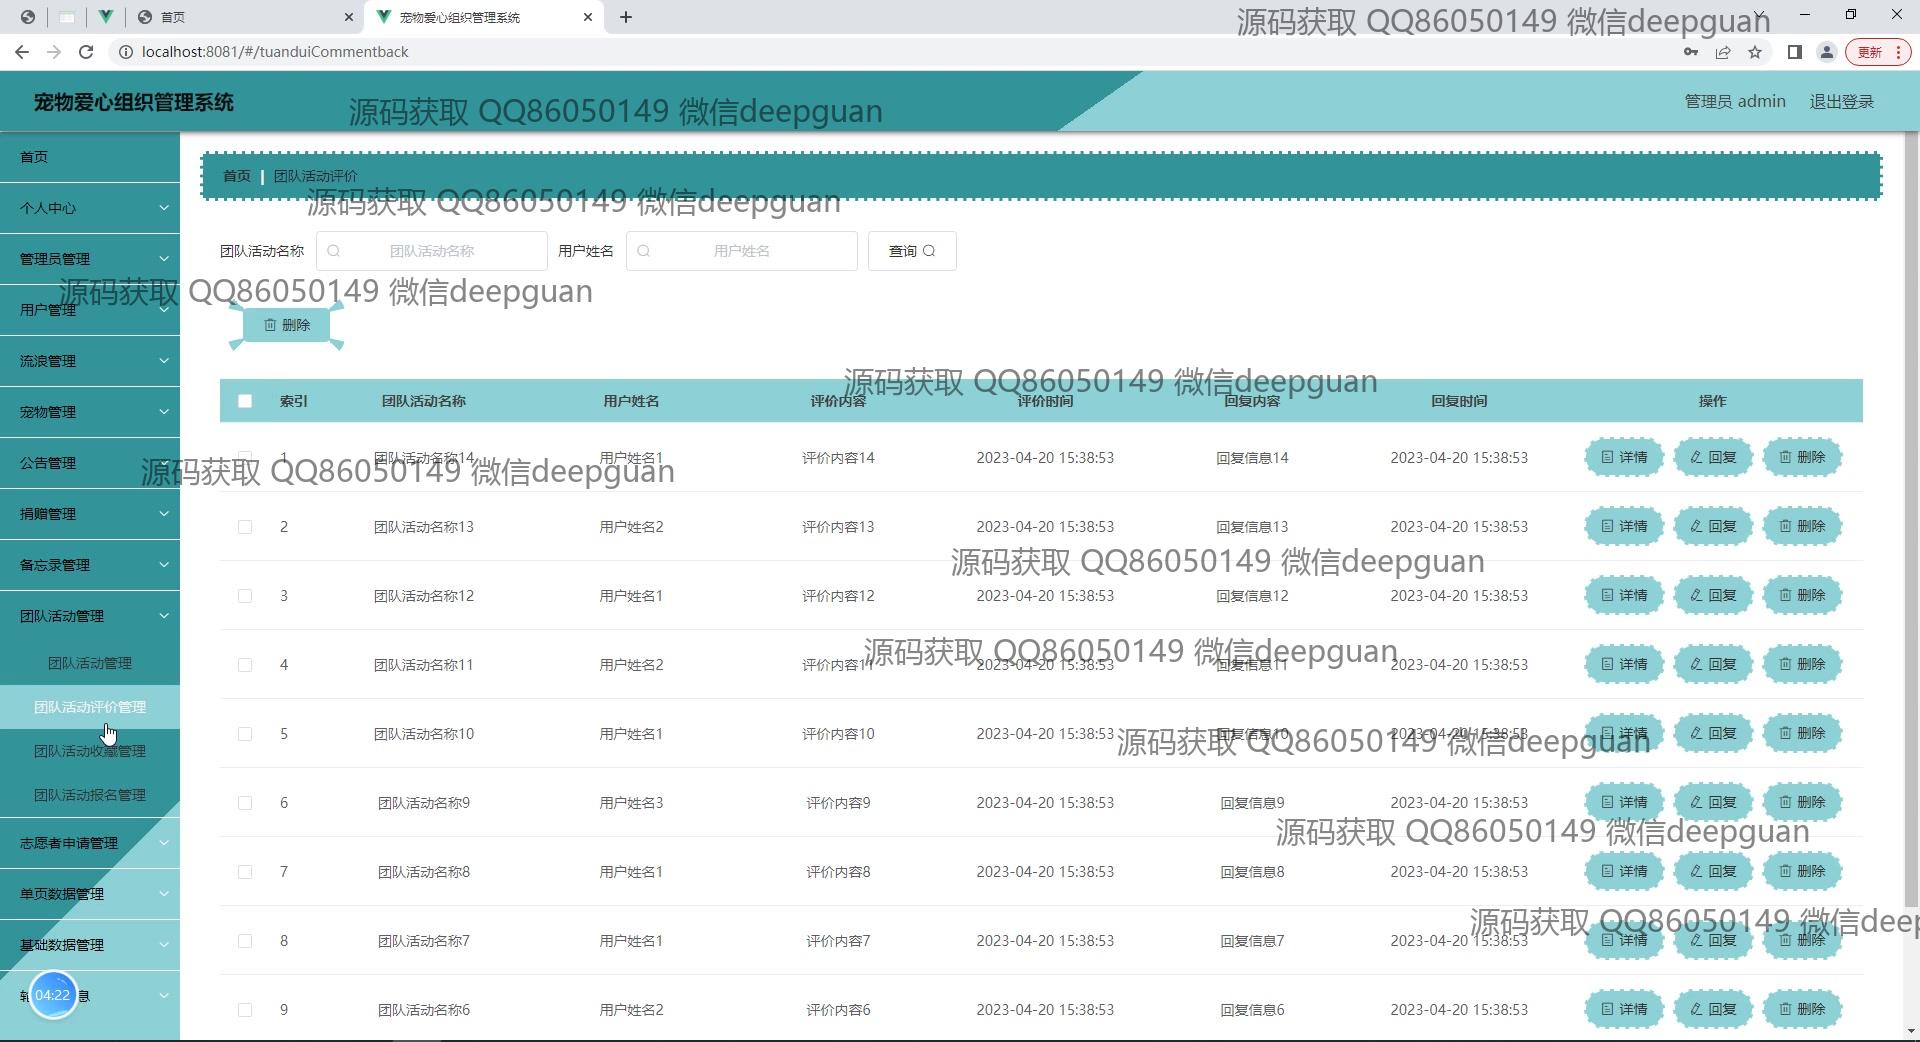 首页
宠物爱心组织管理系统
源码获取 QQ86050149 微信deepguan
localhost:8081/#/tuanduiCommentback
更新
宠物爱心组织管理系统
源码获取 QQ86050149 微信deepguan
管理员 admin 退出登录
首页
个人中心
管理员管理
用户管理
流浪管理
宠物管理
公告管理
捐赠管理
备忘录管理
团队活动管理
团队活动管理
团队活动评价管理
团队活动收藏管理
团队活动报名管理
志愿者申请管理
单页数据管理
基础数据管理
04:22
息
首页 | 团队活动评价
源码获取 QQ86050149 微信deepguan
团队活动名称 团队活动名称 用户姓名 用户姓名 查询
源码获取 QQ86050149 微信deepguan
删除
源码获取 QQ86050149 微信deepguan
索引 团队活动名称 用户姓名 评价内容 评价时间 回复内容 回复时间 操作
1 团队活动名称14 用户姓名1 评价内容14 2023-04-20 15:38:53 回复信息14 2023-04-20 15:38:53 详情 回复 删除
源码获取 QQ86050149 微信deepguan
2 团队活动名称13 用户姓名2 评价内容13 2023-04-20 15:38:53 回复信息13 2023-04-20 15:38:53 详情 回复 删除
源码获取 QQ86050149 微信deepguan
3 团队活动名称12 用户姓名1 评价内容12 2023-04-20 15:38:53 回复信息12 2023-04-20 15:38:53 详情 回复 删除
源码获取 QQ86050149 微信deepguan
4 团队活动名称11 用户姓名2 评价内容11 2023-04-20 15:38:53 回复信息11 2023-04-20 15:38:53 详情 回复 删除
5 团队活动名称10 用户姓名1 评价内容10 2023-04-20 15:38:53 回复信息10 2023-04-20 15:38:53 详情 回复 删除
源码获取 QQ86050149 微信deepguan
6 团队活动名称9 用户姓名3 评价内容9 2023-04-20 15:38:53 回复信息9 2023-04-20 15:38:53 详情 回复 删除
源码获取 QQ86050149 微信deepguan
7 团队活动名称8 用户姓名1 评价内容8 2023-04-20 15:38:53 回复信息8 2023-04-20 15:38:53 详情 回复 删除
源码获取 QQ86050149 微信deep
8 团队活动名称7 用户姓名1 评价内容7 2023-04-20 15:38:53 回复信息7 2023-04-20 15:38:53 详情 回复 删除
9 团队活动名称6 用户姓名2 评价内容6 2023-04-20 15:38:53 回复信息6 2023-04-20 15:38:53 详情 回复 删除